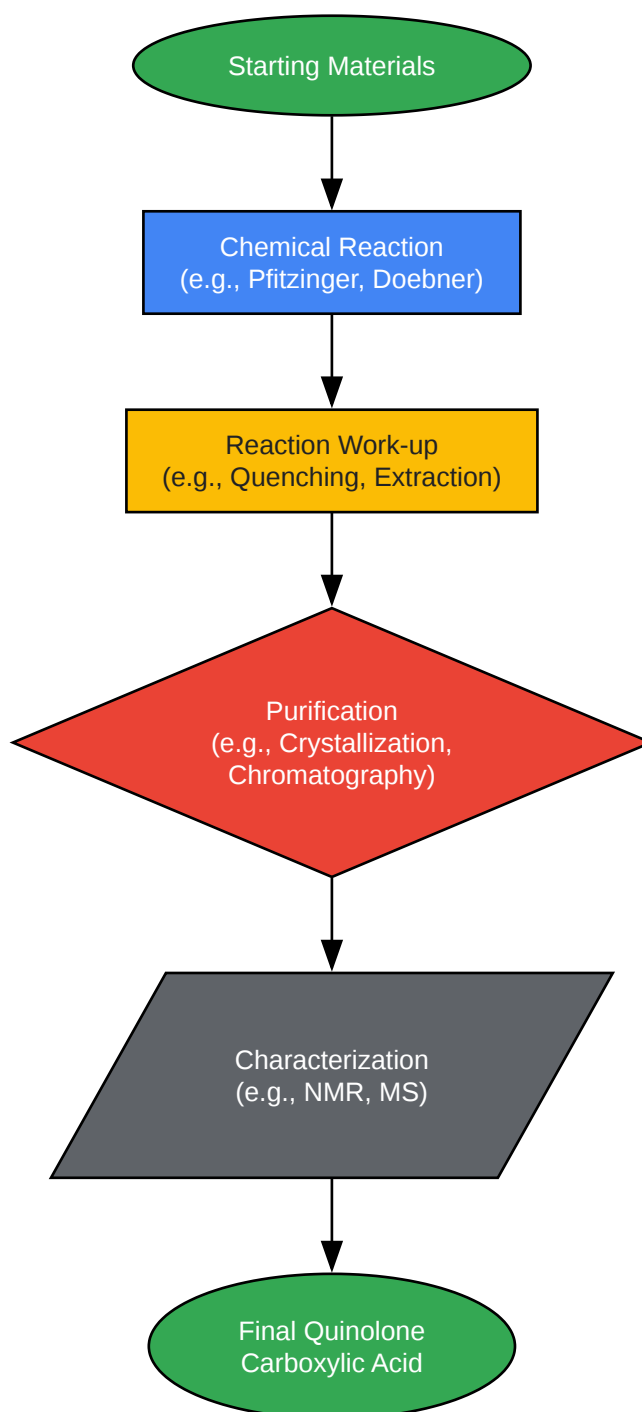 Starting Materials
Chemical Reaction
(e.g., Pfitzinger, Doebner)
Reaction Work-up
(e.g., Quenching, Extraction)
Purification
(e.g., Crystallization,
Chromatography)
Characterization
(e.g., NMR, MS)
Final Quinolone
Carboxylic Acid